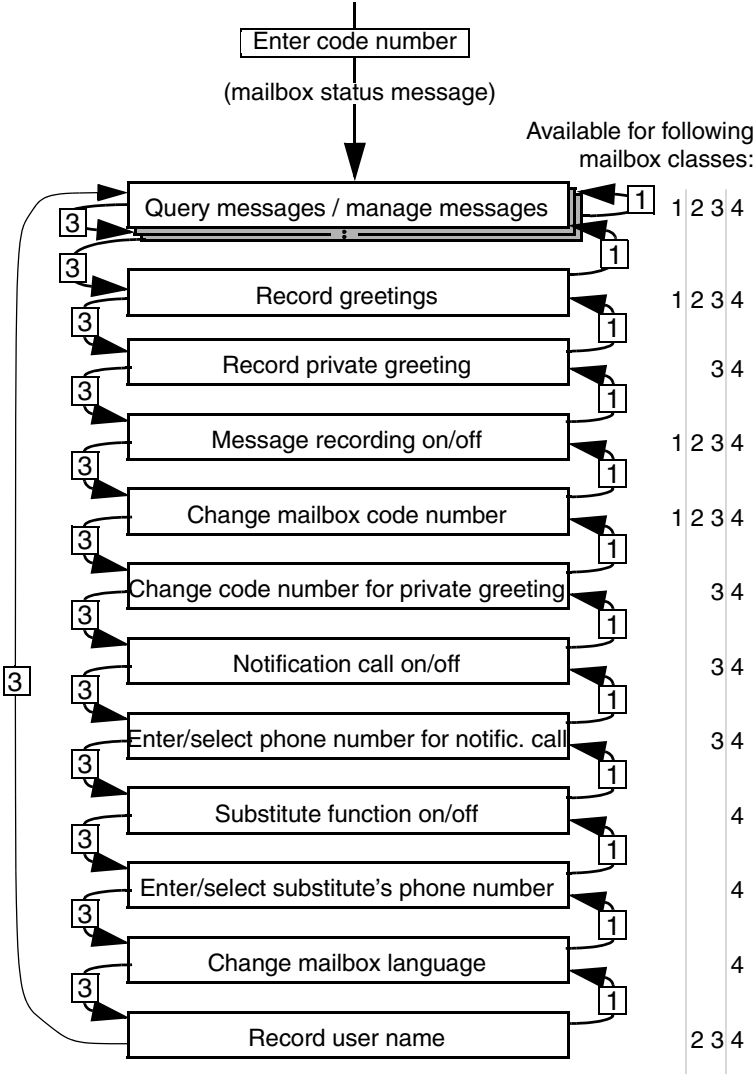 Enter code number
(mailbox status message)
Available for following
mailbox classes:
3 Query messages / manage messages 1 1 2 3 4
3 1
Record greetings 1 2 3 4
3 1
Record private greeting 3 4
3 1
Message recording on/off 1 2 3 4
3 1
Change mailbox code number 1 2 3 4
3 1
Change code number for private greeting 3 4
3 1
Notification call on/off 3 4
3
3 1
Enter/select phone number for notific. call 3 4
3 1
Substitute function on/off 4
3 1
Enter/select substitute’s phone number 4
3 1
Change mailbox language 4
3 1
Record user name 2 3 4